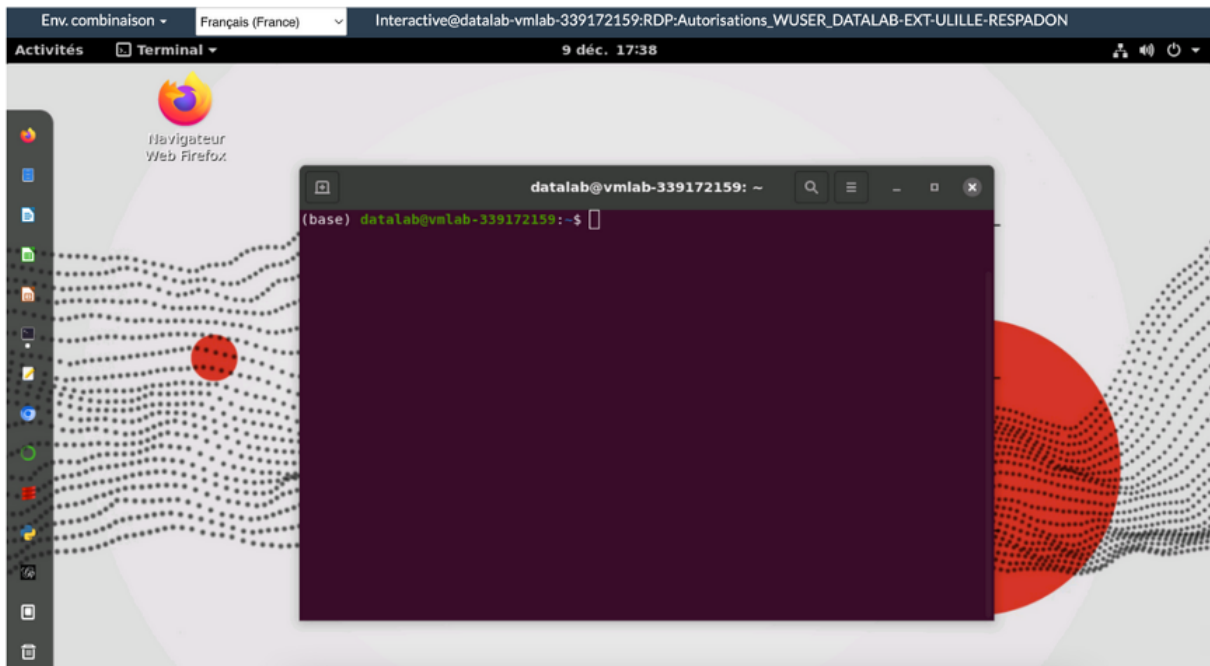 Env. combinaison Français (France) Interactive@datalab-vmlab-339172159:RDP:Autorisations_WUSER_DATALAB-EXT-ULILLE-RESPADON
Activités Terminal 9 déc. 17:38
Navigateur
Web Firefox
datalab@vmlab-339172159: ~
(base) datalab@vmlab-339172159:~$